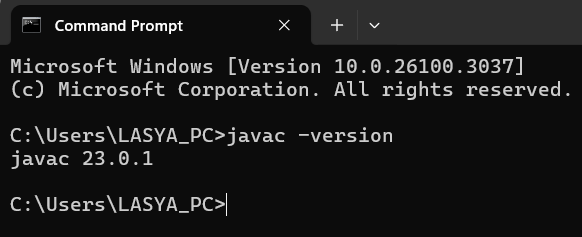 Command Prompt
Microsoft Windows [Version 10.0.26100.3037]
(c) Microsoft Corporation. All rights reserved.
C:\Users\LASYA_PC>javac -version
javac 23.0.1
C:\Users\LASYA_PC>